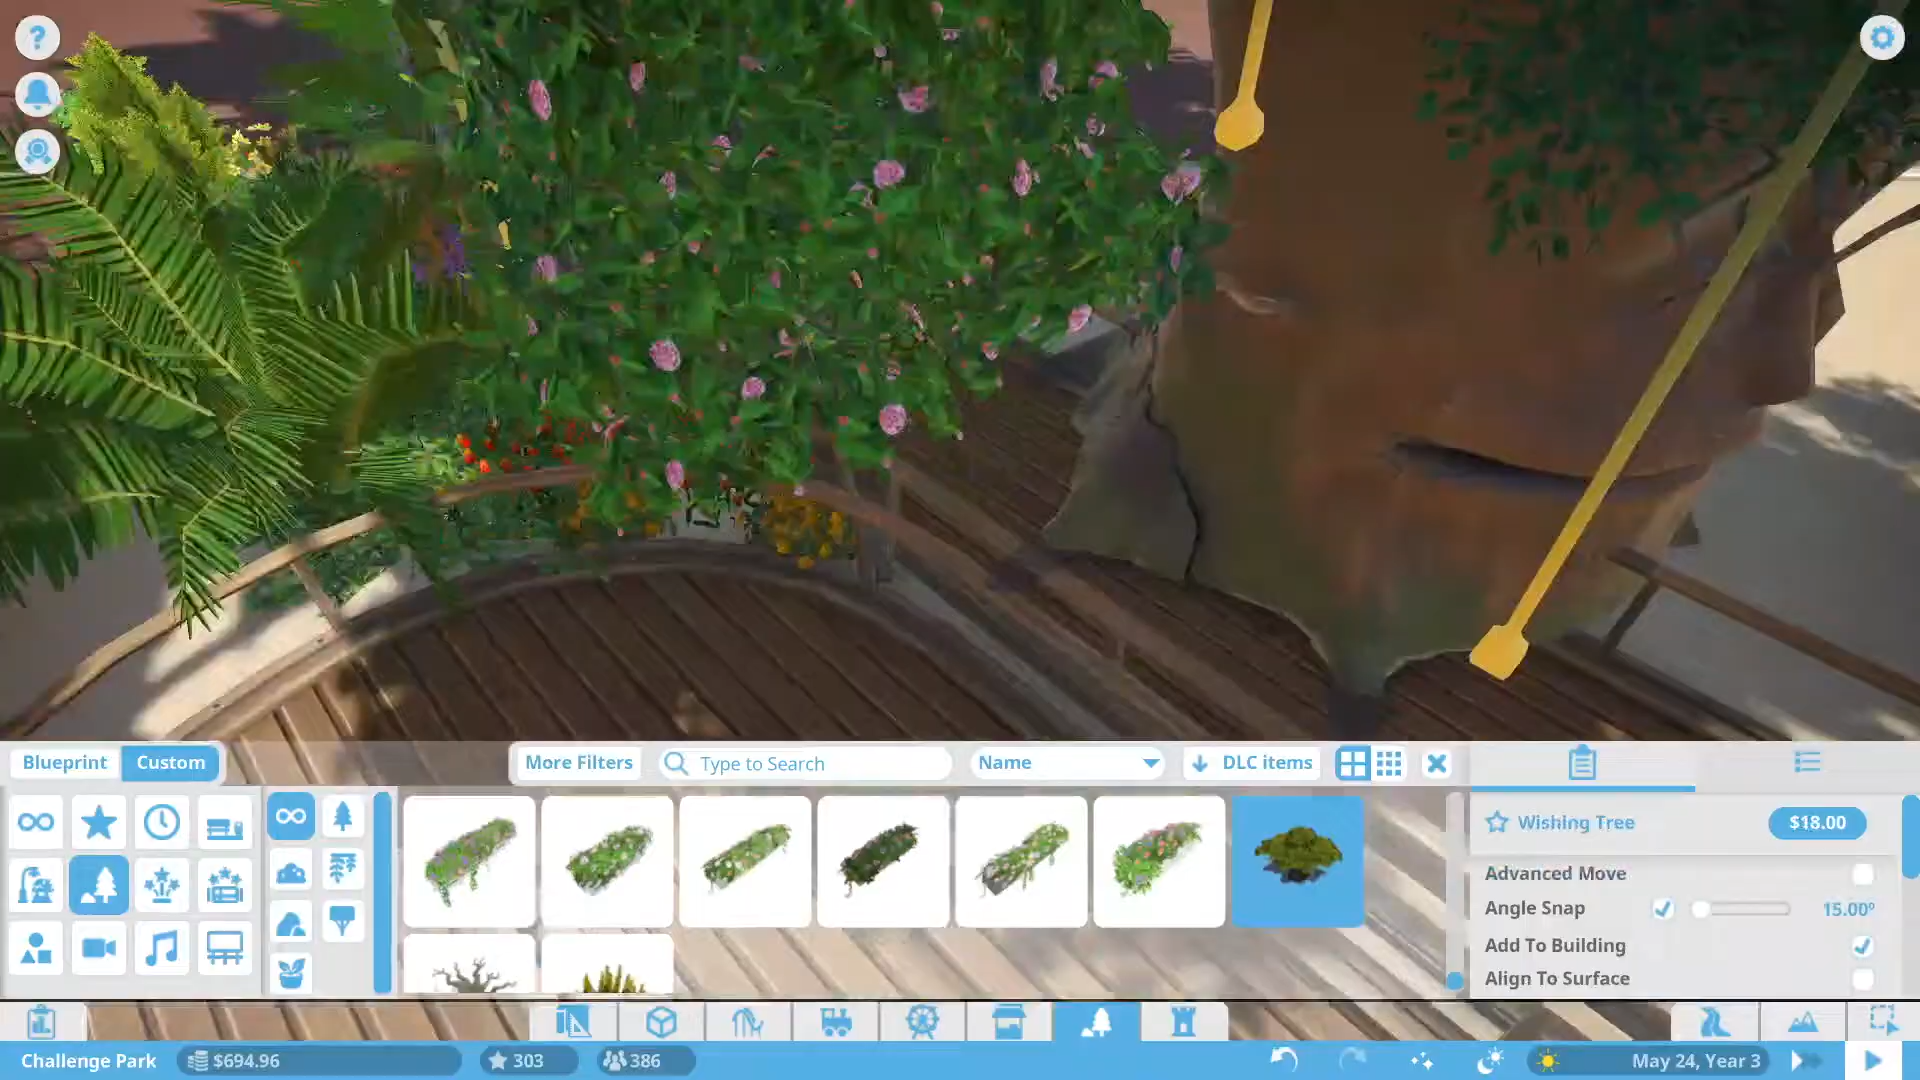 ?
Blueprint
Custom
More Filters
Type to Search
Name
DLC items
Wishing Tree
$18.00
Advanced Move
Angle Snap
15.00°
Add To Building
Align To Surface
Challenge Park
$694.96
303
386
May 24, Year 3